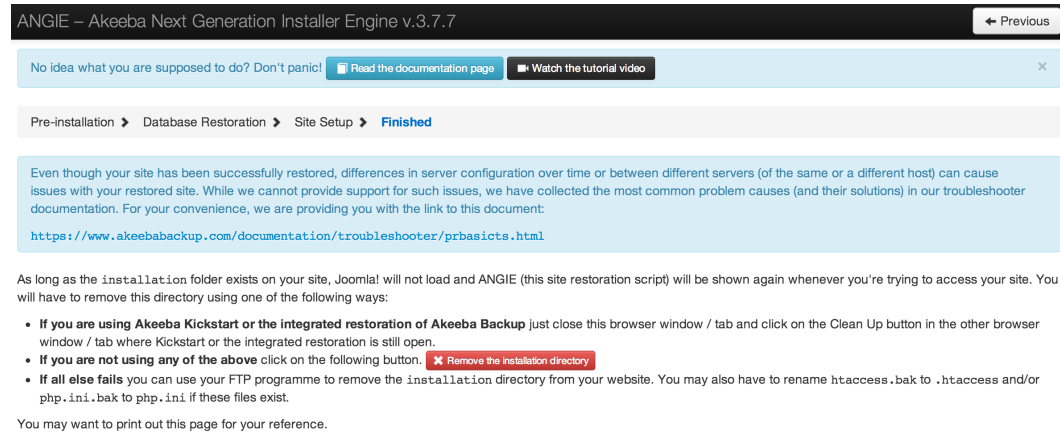 ANGIE – Akeeba Next Generation Installer Engine v.3.7.7
Previous
No idea what you are supposed to do? Don't panic! Read the documentation page Watch the tutorial video ×
Pre-installation Database Restoration Site Setup Finished
Even though your site has been successfully restored, differences in server configuration over time or between different servers (of the same or a different host) can cause
issues with your restored site. While we cannot provide support for such issues, we have collected the most common problem causes (and their solutions) in our troubleshooter
documentation. For your convenience, we are providing you with the link to this document:
https://www.akeebabackup.com/documentation/troubleshooter/prbasicts.html
As long as the installation folder exists on your site, Joomla! will not load and ANGIE (this site restoration script) will be shown again whenever you're trying to access your site. You
will have to remove this directory using one of the following ways:
• If you are using Akeeba Kickstart or the integrated restoration of Akeeba Backup just close this browser window / tab and click on the Clean Up button in the other browser
window / tab where Kickstart or the integrated restoration is still open.
• If you are not using any of the above click on the following button. Remove the installation directory
• If all else fails you can use your FTP programme to remove the installation directory from your website. You may also have to rename htaccess.bak to .htaccess and/or
php.ini.bak to php.ini if these files exist.
You may want to print out this page for your reference.